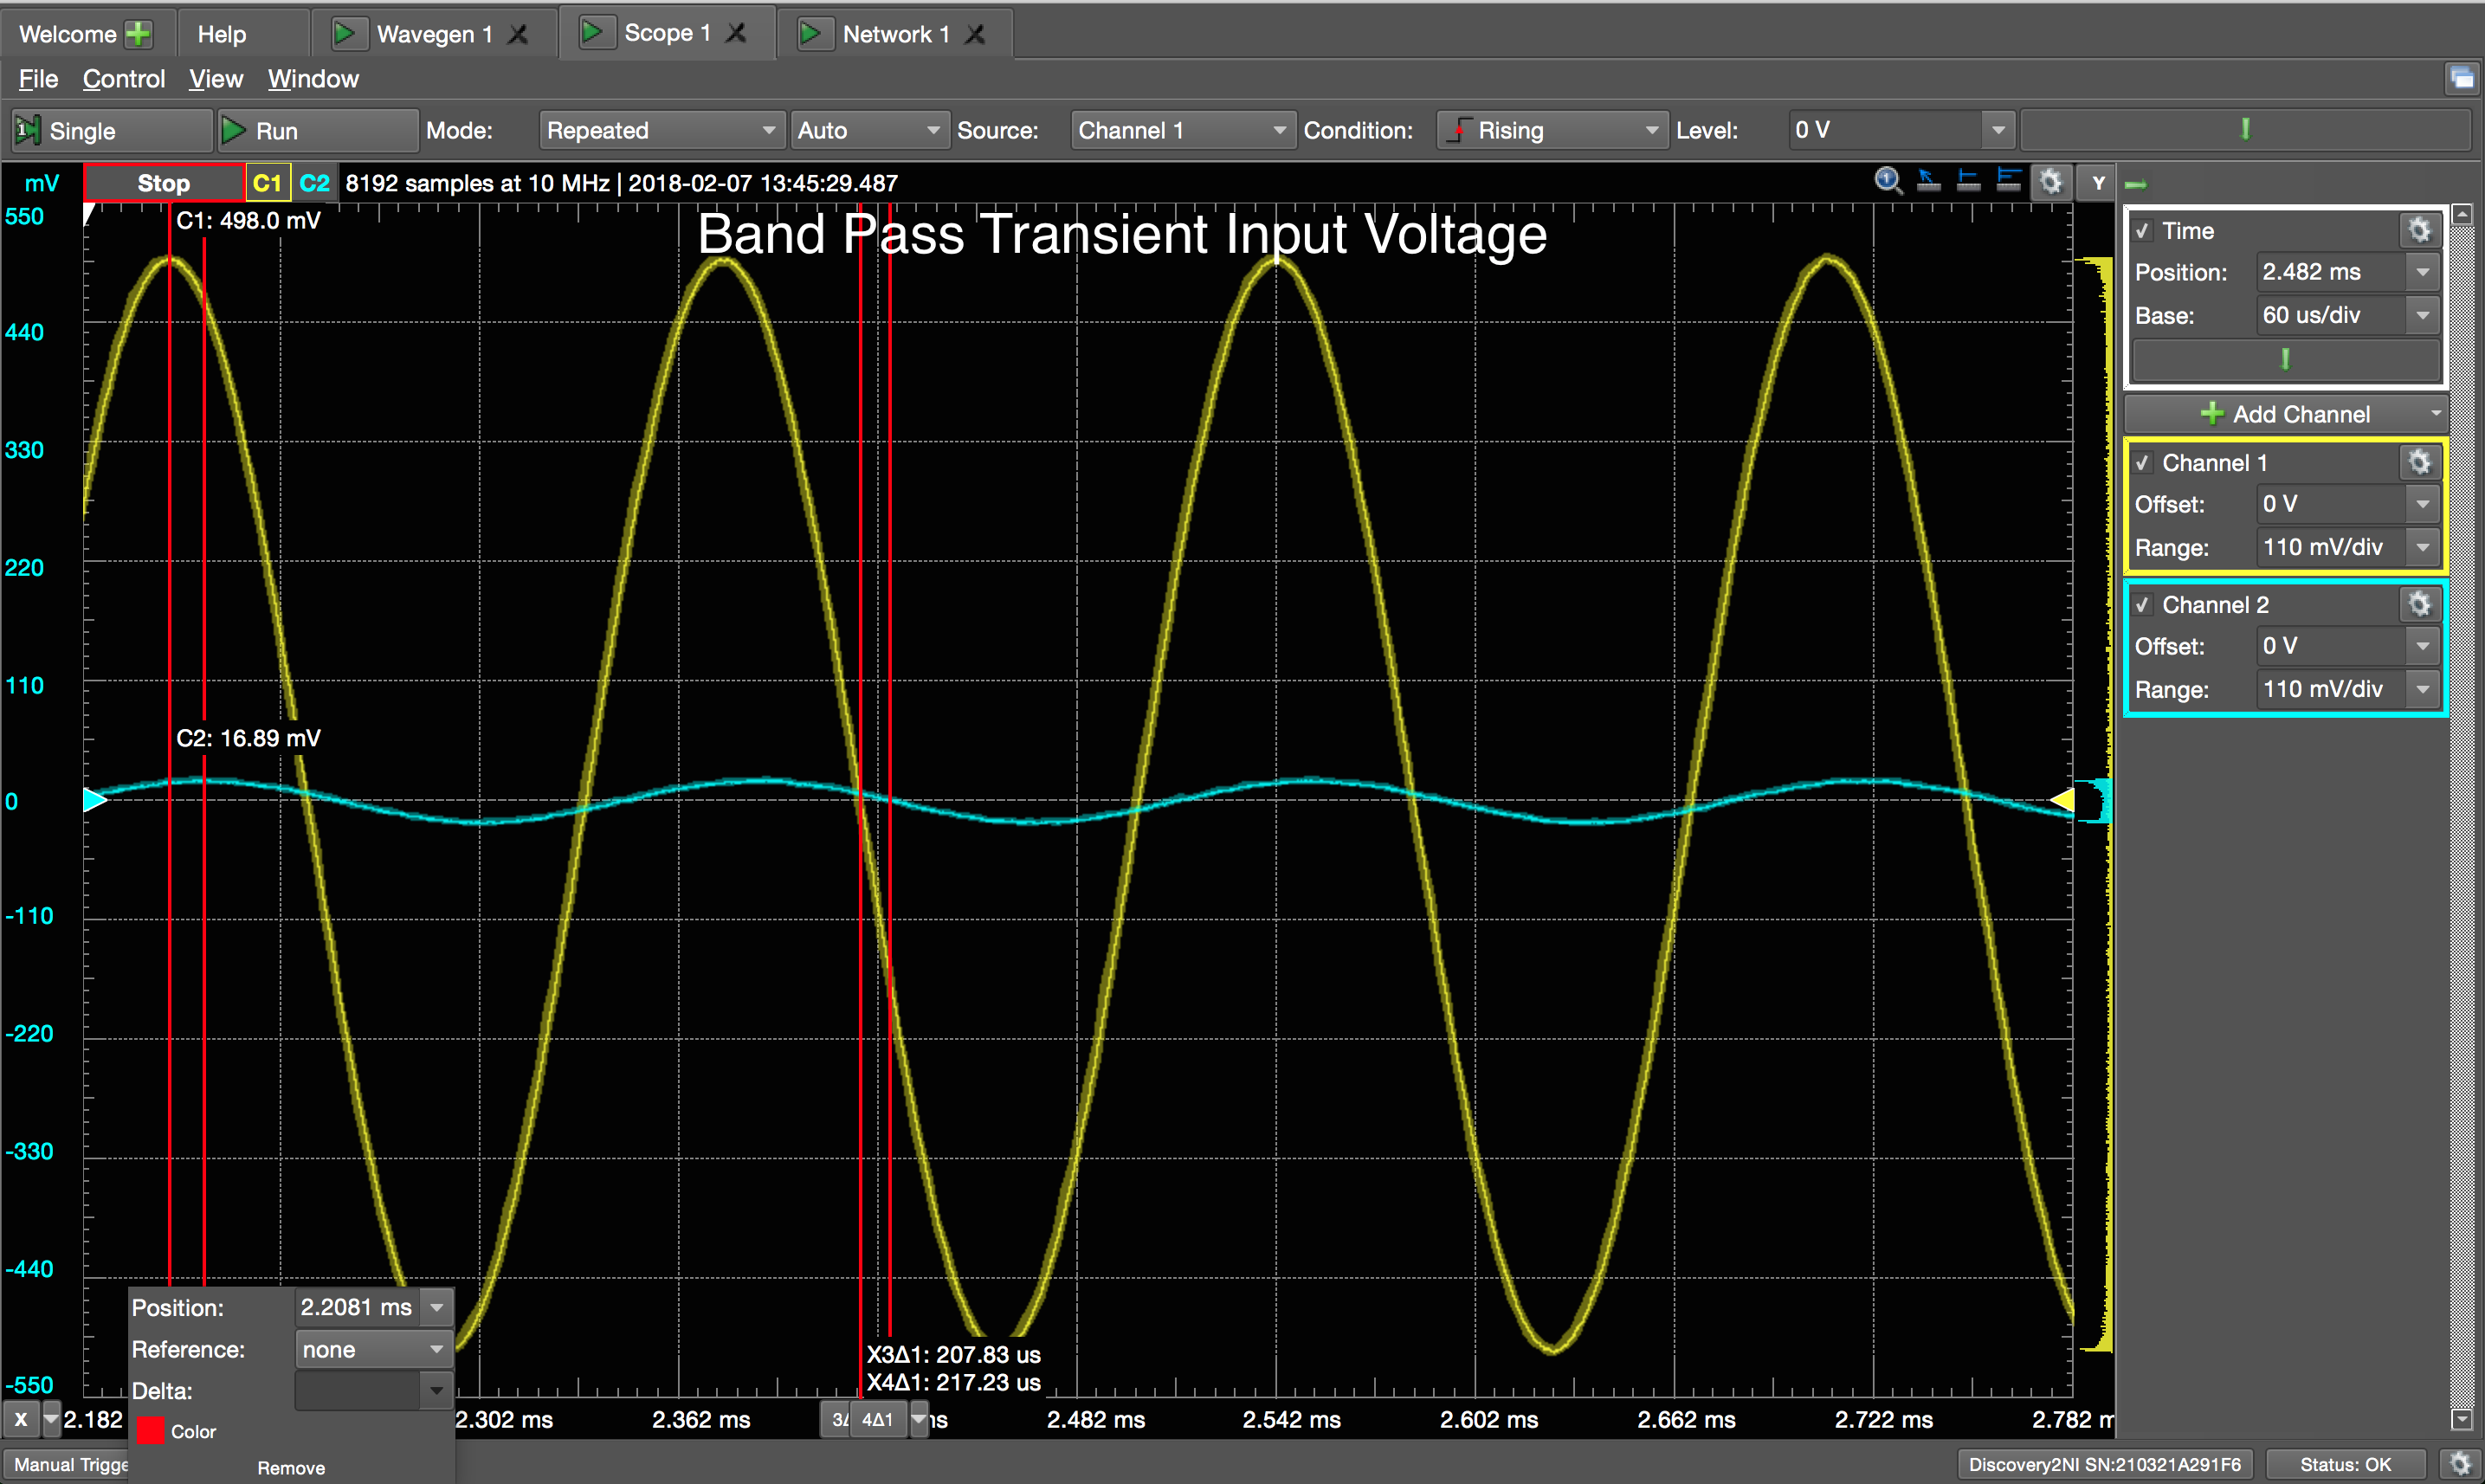 Welcome Help Wavegen 1 Scope 1 Network 1
File Control View Window
1 Single Run Mode: Repeated Auto Source: Channel 1 Condition: Rising Level: 0 V
mV Stop C1 C2 8192 samples at 10 MHz | 2018-02-07 13:45:29.487 Y
550
C1: 498.0 mV
Band Pass Transient Input Voltage
440
330
220
110
C2: 16.89 mV
0
-110
-220
-330
-440
-550
Time
Position: 2.482 ms
Base: 60 us/div
Add Channel
Channel 1
Offset: 0 V
Range: 110 mV/div
Channel 2
Offset: 0 V
Range: 110 mV/div
Position: 2.2081 ms
Reference: none
Delta:
Color
Remove
X3Δ1: 207.83 us
X4Δ1: 217.23 us
X 2.182 2.302 ms 2.362 ms 3Δ 4Δ1 ms 2.482 ms 2.542 ms 2.602 ms 2.662 ms 2.722 ms 2.782 m
Manual Trigge Discovery2NI SN:210321A291F6 Status: OK